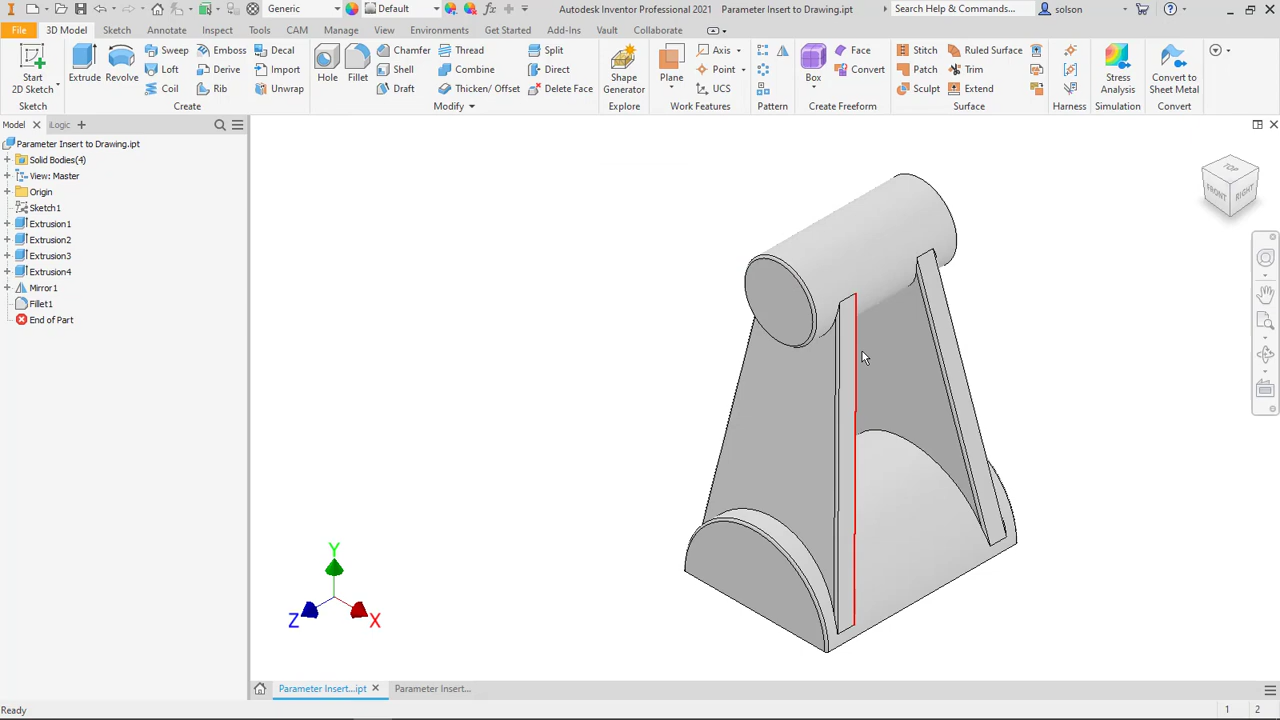 Generic
Default
fx
Autodesk Inventor Professional 2021 Parameter Insert to Drawing.ipt
Search Help & Commands...
solson
File 3D Model Sketch Annotate Inspect Tools CAM Manage View Environments Get Started Add-Ins Vault Collaborate
Start
2D Sketch
Sketch
Extrude
Revolve
Sweep
Loft
Coil
Emboss
Derive
Rib
Decal
Import
Unwrap
Create
Hole
Fillet
Chamfer
Shell
Draft
Thread
Combine
Thicken/ Offset
Split
Direct
Delete Face
Modify
Shape
Generator
Explore
Plane
Axis
Point
UCS
Work Features
Pattern
Box
Face
Convert
Create Freeform
Stitch
Patch
Sculpt
Ruled Surface
Trim
Extend
Surface
Harness
Stress
Analysis
Simulation
Convert to
Sheet Metal
Convert
Model
iLogic
Parameter Insert to Drawing.ipt
Solid Bodies(4)
View: Master
Origin
Sketch1
Extrusion1
Extrusion2
Extrusion3
Extrusion4
Mirror1
Fillet1
End of Part
TOP
FRONT
RIGHT
Y
Z
X
Parameter Insert...ipt
Parameter Insert...
Ready
1 2